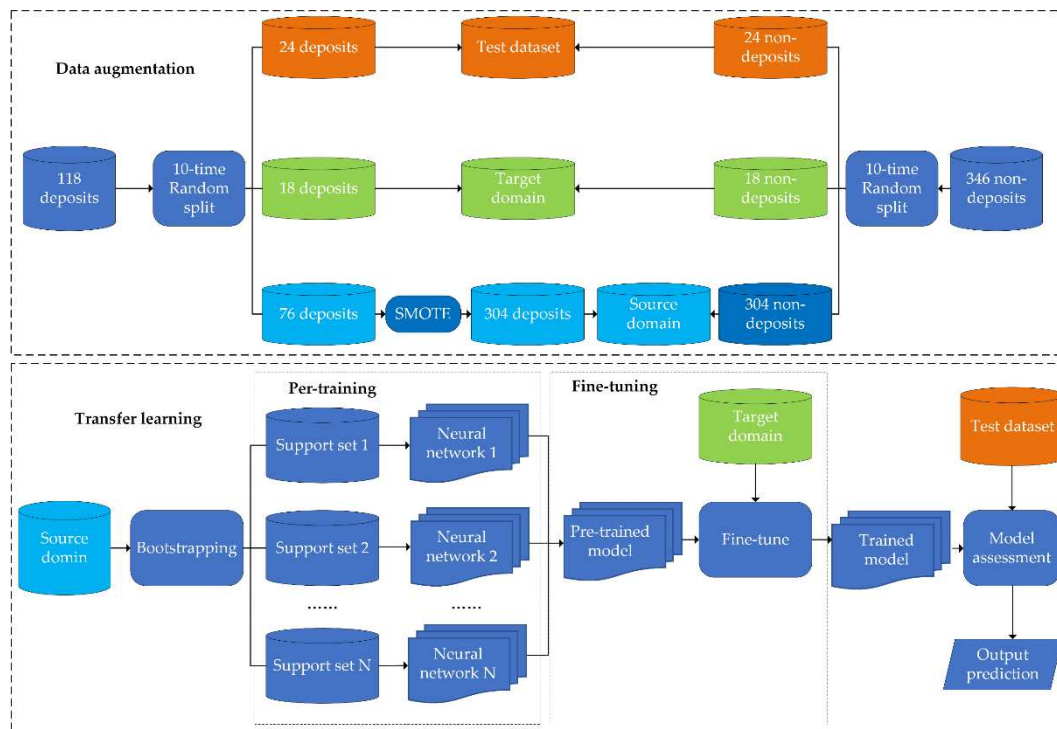 Data augmentation
24 deposits
Test dataset
24 non-
deposits
118
deposits
10-time
Random
split
18 deposits
Target
domain
18 non-
deposits
10-time
Random
split
346 non-
deposits
76 deposits
SMOTE
304 deposits
Source
domain
304 non-
deposits
Transfer learning
Per-training
Fine-tuning
Support set 1
Neural
network 1
Target
domain
Test dataset
Source
domin
Bootstrapping
Support set 2
Neural
network 2
Pre-trained
model
Fine-tune
Trained
model
Model
assessment
......
......
Support set N
Neural
network N
Output
prediction